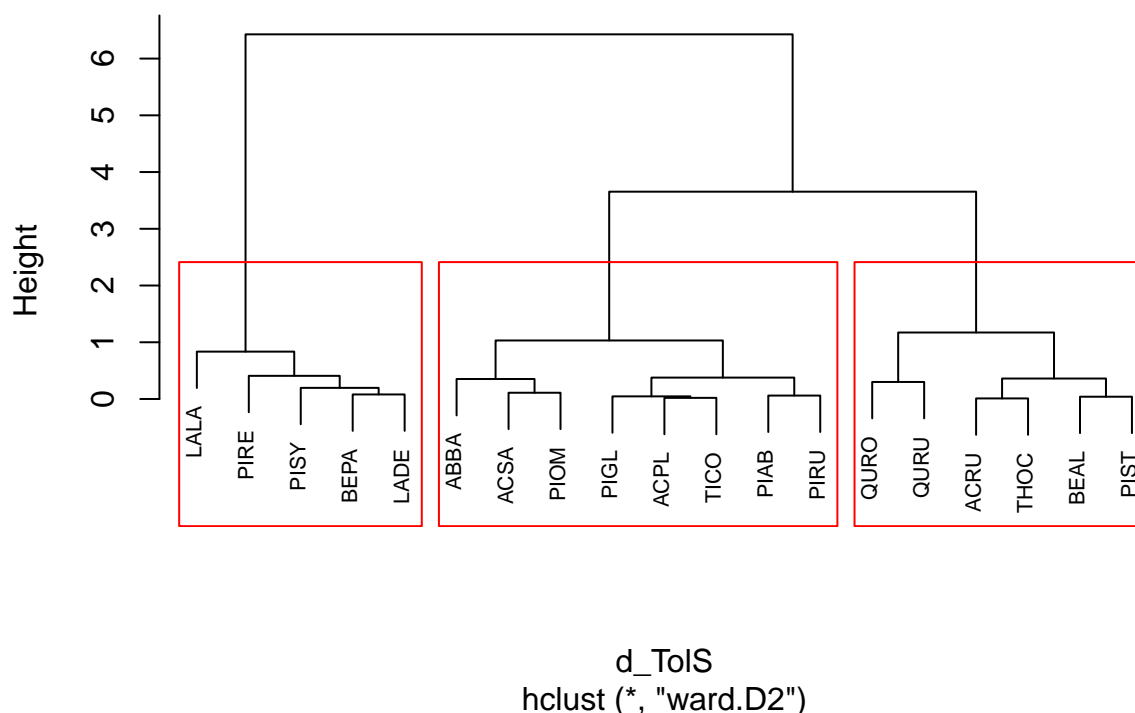 Height
6
5
4
3
2
1
0
LALA
PIRE
PISY
BEPA
LADE
ABBA
ACSA
PIOM
PIGL
ACPL
TICO
PIAB
PIRU
QURO
QURU
ACRU
THOC
BEAL
PIST
d_TolS
hclust (*, "ward.D2")